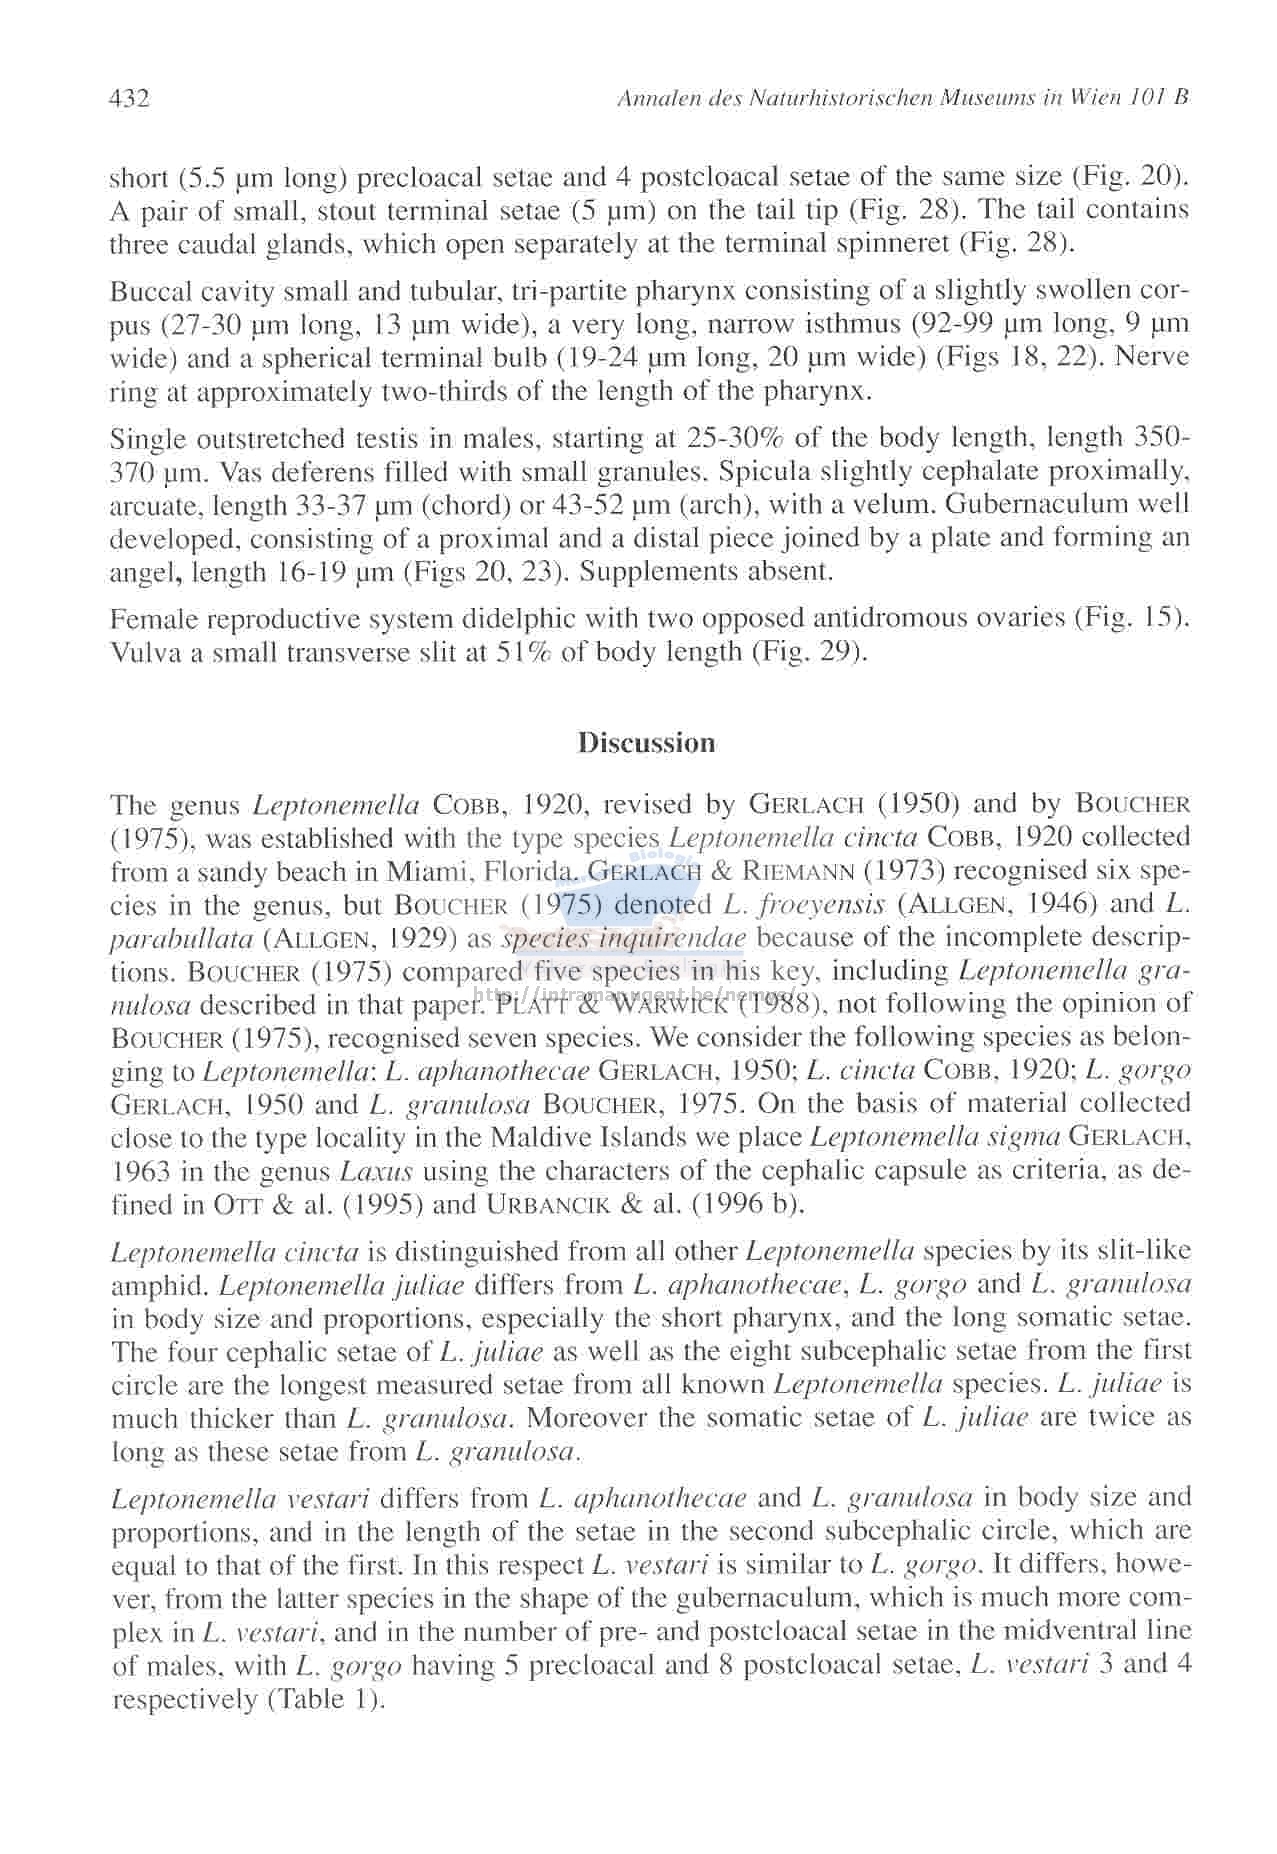 432
Annalen des Naturhistorischen Museums in Wien 101 B
short (5.5 µm long) precloacal setae and 4 postcloacal setae of the same size (Fig. 20).
A pair of small, stout terminal setae (5 µm) on the tail tip (Fig. 28). The tail contains
three caudal glands, which open separately at the terminal spinneret (Fig. 28).
Buccal cavity small and tubular, tri-partite pharynx consisting of a slightly swollen cor-
pus (27-30 µm long, 13 µm wide), a very long, narrow isthmus (92-99 µm long, 9 µm
wide) and a spherical terminal bulb (19-24 µm long, 20 µm wide) (Figs 18, 22). Nerve
ring at approximately two-thirds of the length of the pharynx.
Single outstretched testis in males, starting at 25-30% of the body length, length 350-
370 µm. Vas deferens filled with small granules. Spicula slightly cephalate proximally,
arcuate, length 33-37 µm (chord) or 43-52 µm (arch), with a velum. Gubernaculum well
developed, consisting of a proximal and a distal piece joined by a plate and forming an
angel, length 16-19 µm (Figs 20, 23). Supplements absent.
Female reproductive system didelphic with two opposed antidromous ovaries (Fig. 15).
Vulva a small transverse slit at 51% of body length (Fig. 29).
Discussion
The genus Leptonemella COBB, 1920, revised by GERLACH (1950) and by BOUCHER
(1975), was established with the type species Leptonemella cincta COBB, 1920 collected
from a sandy beach in Miami, Florida. GERLACH & RIEMANN (1973) recognised six spe-
cies in the genus, but BOUCHER (1975) denoted L. froeyensis (ALLGEN, 1946) and L.
parabullata (ALLGEN, 1929) as species inquirendae because of the incomplete descrip-
tions. BOUCHER (1975) compared five species in his key, including Leptonemella gra-
nulosa described in that paper. PLATT & WARWICK (1988), not following the opinion of
http://intramar.ugent.be/nemys/
BOUCHER (1975), recognised seven species. We consider the following species as belon-
ging to Leptonemella: L. aphanothecae GERLACH, 1950; L. cincta COBB, 1920; L. gorgo
GERLACH, 1950 and L. granulosa BOUCHER, 1975. On the basis of material collected
close to the type locality in the Maldive Islands we place Leptonemella sigma GERLACH,
1963 in the genus Laxus using the characters of the cephalic capsule as criteria, as de-
fined in OTT & al. (1995) and URBANCIK & al. (1996 b).
Leptonemella cincta is distinguished from all other Leptonemella species by its slit-like
amphid. Leptonemella juliae differs from L. aphanothecae, L. gorgo and L. granulosa
in body size and proportions, especially the short pharynx, and the long somatic setae.
The four cephalic setae of L. juliae as well as the eight subcephalic setae from the first
circle are the longest measured setae from all known Leptonemella species. L. juliae is
much thicker than L. granulosa. Moreover the somatic setae of L. juliae are twice as
long as these setae from L. granulosa.
Leptonemella vestari differs from L. aphanothecae and L. granulosa in body size and
proportions, and in the length of the setae in the second subcephalic circle, which are
equal to that of the first. In this respect L. vestari is similar to L. gorgo. It differs, howe-
ver, from the latter species in the shape of the gubernaculum, which is much more com-
plex in L. vestari, and in the number of pre- and postcloacal setae in the midventral line
of males, with L. gorgo having 5 precloacal and 8 postcloacal setae, L. vestari 3 and 4
respectively (Table 1).